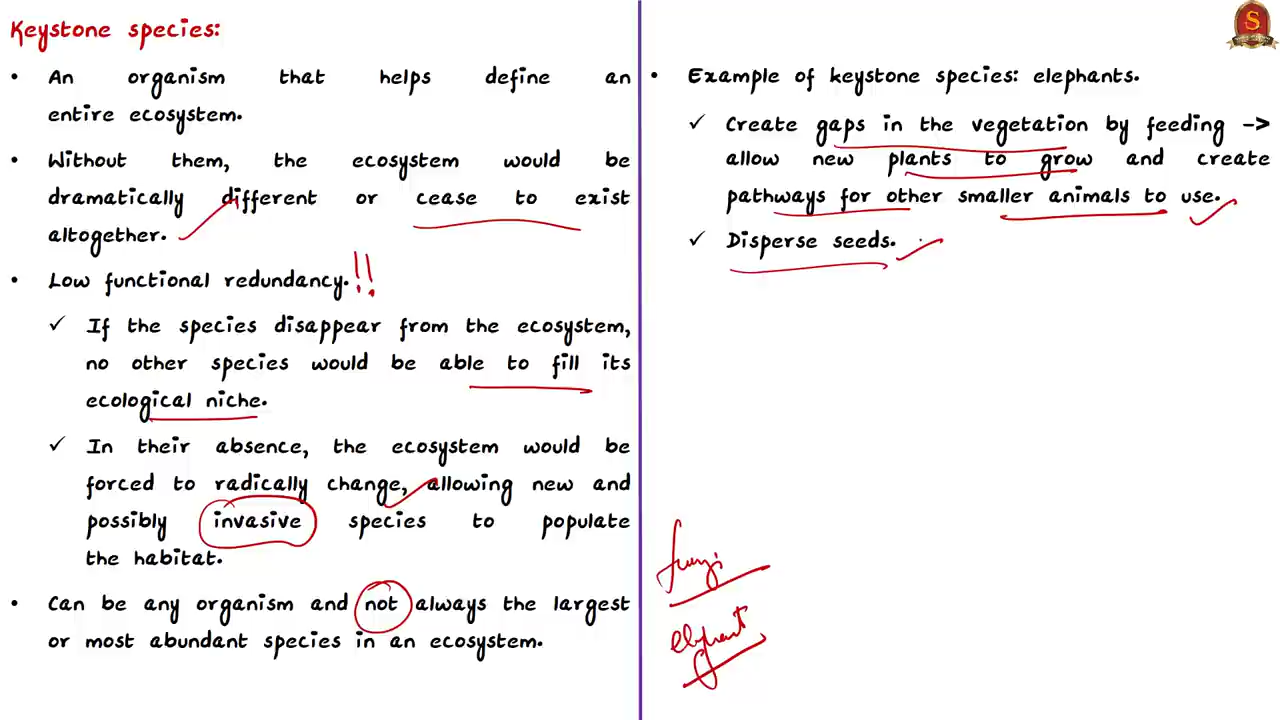 Keystone species:
• An organism that helps define an
entire ecosystem.
• Without them, the ecosystem would be
dramatically different or cease to exist
altogether.
• Low functional redundancy.!!
✓ If the species disappear from the ecosystem,
no other species would be able to fill its
ecological niche.
✓ In their absence, the ecosystem would be
forced to radically change, allowing new and
possibly invasive species to populate
the habitat.
• Can be any organism and not always the largest
or most abundant species in an ecosystem.
• Example of keystone species: elephants.
✓ Create gaps in the vegetation by feeding ->
allow new plants to grow and create
pathways for other smaller animals to use.
✓ Disperse seeds.
fungi
elephant
S